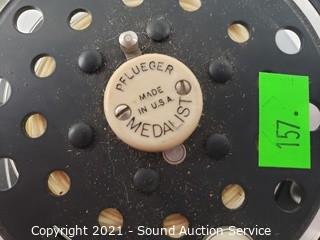 PFLUEGER
MADE
IN U.S.A.
MEDALIST
157.
Copyright 2021 - Sound Auction Service